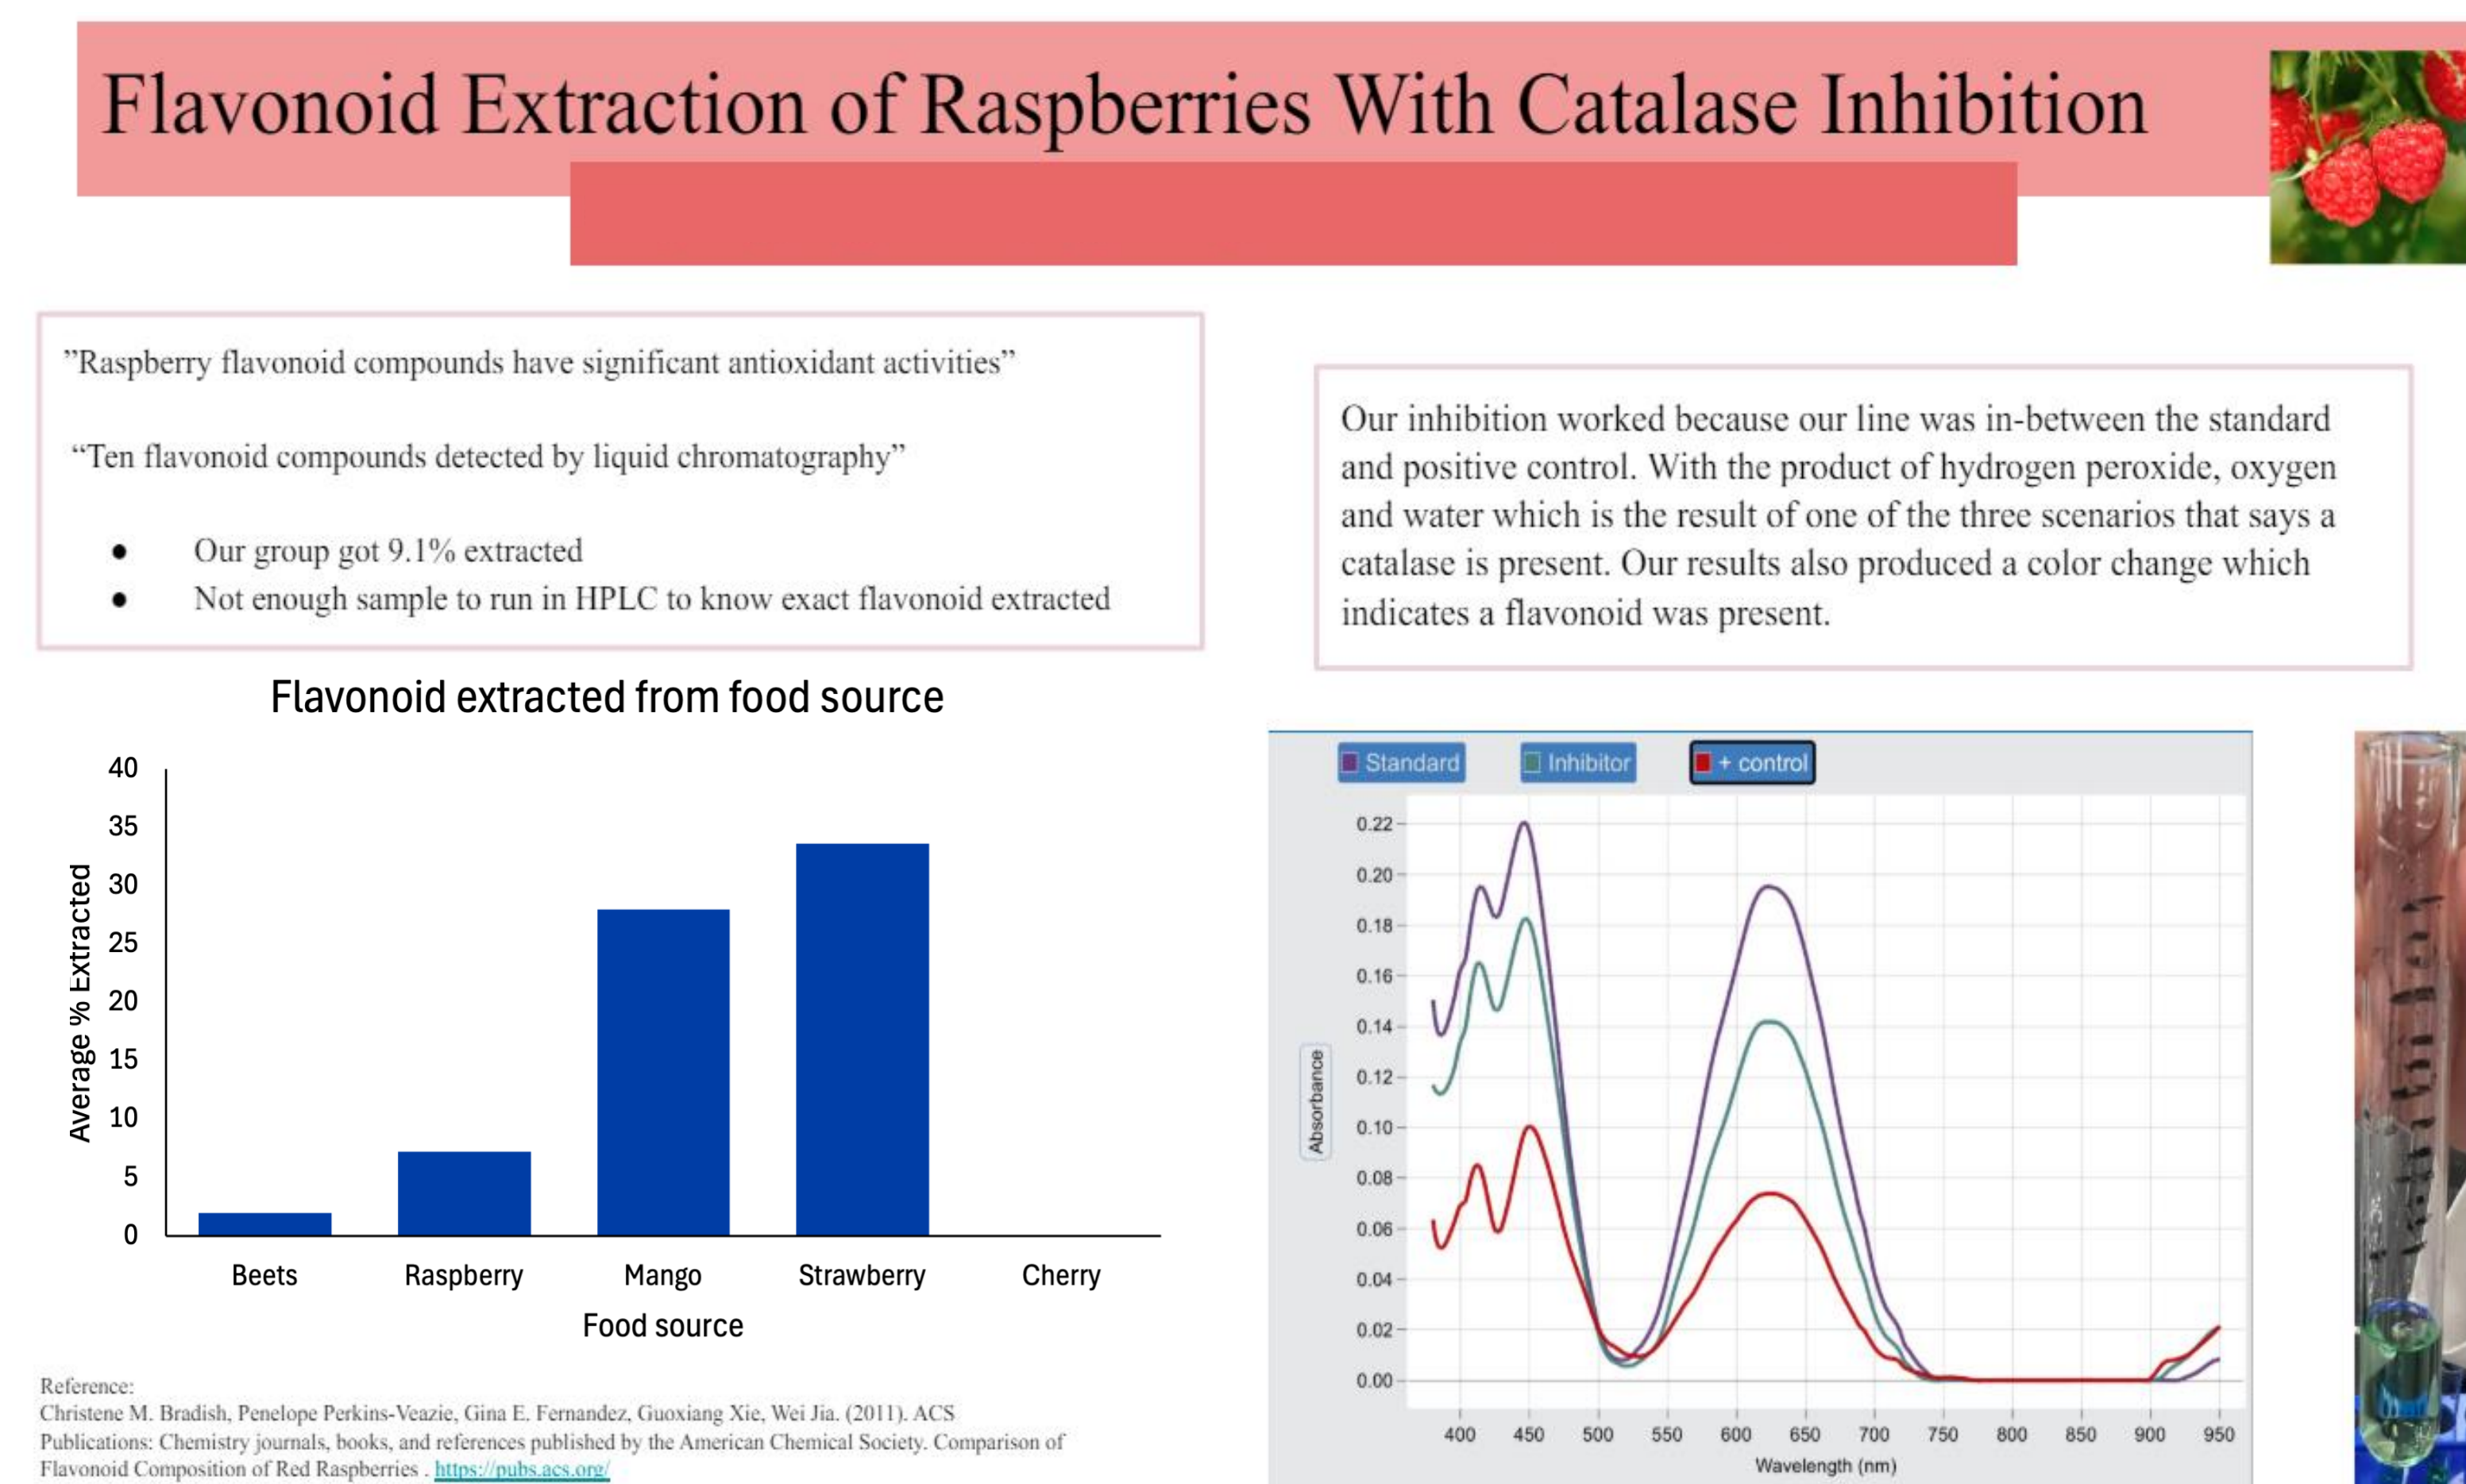 Flavonoid Extraction of Raspberries With Catalase Inhibition
”Raspberry flavonoid compounds have significant antioxidant activities”
“Ten flavonoid compounds detected by liquid chromatography”
● Our group got 9.1% extracted
● Not enough sample to run in HPLC to know exact flavonoid extracted
Our inhibition worked because our line was in-between the standard
and positive control. With the product of hydrogen peroxide, oxygen
and water which is the result of one of the three scenarios that says a
catalase is present. Our results also produced a color change which
indicates a flavonoid was present.
Flavonoid extracted from food source
Average % Extracted
40
35
30
25
20
15
10
5
0
Beets Raspberry Mango Strawberry Cherry
Food source
Standard Inhibitor + control
Absorbance
0.22
0.20
0.18
0.16
0.14
0.12
0.10
0.08
0.06
0.04
0.02
0.00
400 450 500 550 600 650 700 750 800 850 900 950
Wavelength (nm)
Reference:
Christene M. Bradish, Penelope Perkins-Veazie, Gina E. Fernandez, Guoxiang Xie, Wei Jia. (2011). ACS
Publications: Chemistry journals, books, and references published by the American Chemical Society. Comparison of
Flavonoid Composition of Red Raspberries . https://pubs.acs.org/